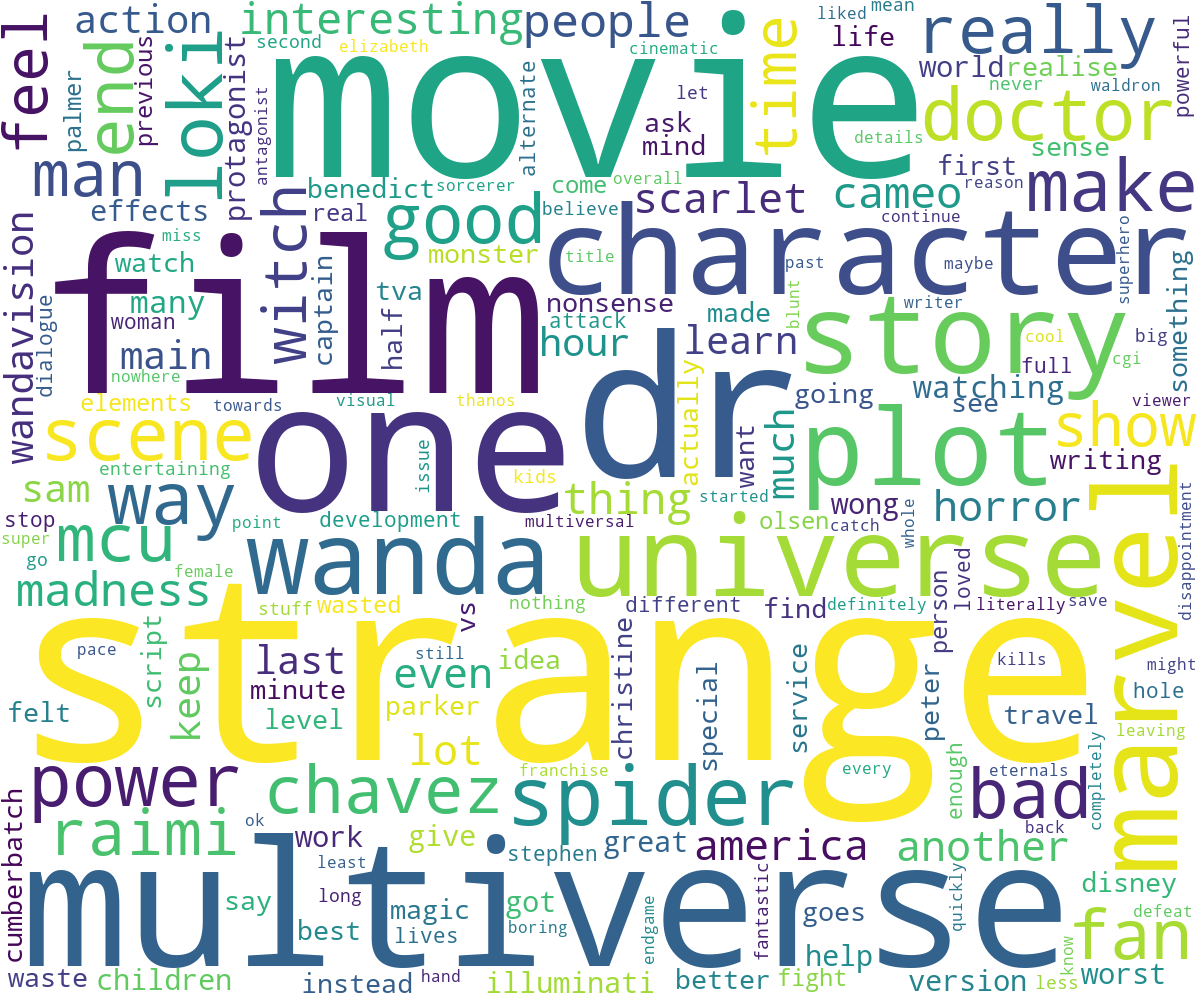 movie
film
one
dr
strange
multiverse
character
story
plot
universe
wanda
marvel
spider
doctor
really
make
good
loki
feel
end
action
interesting
people
time
life
world
realise
never
waldron
powerful
liked
mean
second
elizabeth
cinematic
previous
palmer
protagonist
antagonist
alternate
let
ask
mind
details
sense
first
reason
man
effects
miss
watch
many
woman
nowhere
main
wandavision
dialogue
witch
real
captain
half
benedict
sorcerer
come
overall
believe
scarlet
cameo
continue
monster
title
past
maybe
superhero
something
tva
nonsense
attack
made
blunt
writer
cool
big
cgi
full
hour
learn
going
watching
see
viewer
elements
towards
visual
thanos
scene
actually
want
much
show
writing
entertaining
issue
kids
sam
way
thing
started
wong
horror
stop
super
go
mcu
point
development
multiversal
olsen
catch
whole
disappointment
madness
female
stuff
wasted
vs
nothing
different
find
definitely
person
loved
literally
save
pace
script
keep
last
minute
level
still
even
parker
idea
christine
special
service
peter
kills
travel
might
hole
leaving
felt
lot
franchise
every
enough
eternals
completely
power
chavez
bad
back
cumberbatch
raimi
ok
work
give
stephen
great
america
another
least
long
say
magic
lives
best
got
boring
endgame
fantastic
goes
quickly
disney
defeat
fan
know
less
worst
waste
children
instead
hand
illuminati
better
fight
help
version